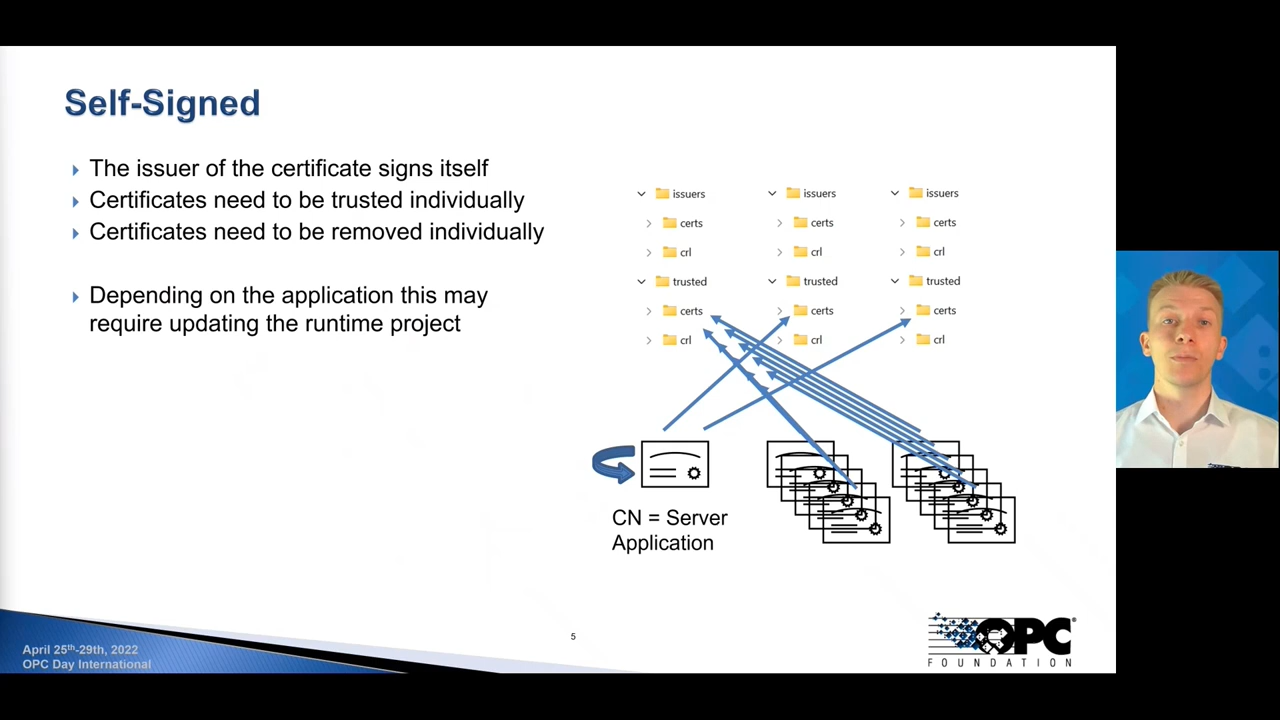 Self-Signed
The issuer of the certificate signs itself
Certificates need to be trusted individually
Certificates need to be removed individually
Depending on the application this may
require updating the runtime project
issuers issuers issuers
certs certs certs
crl crl crl
trusted trusted trusted
certs certs certs
crl crl crl
CN = Server
Application
5
April 25th-29th, 2022
OPC Day International
OPC
FOUNDATION